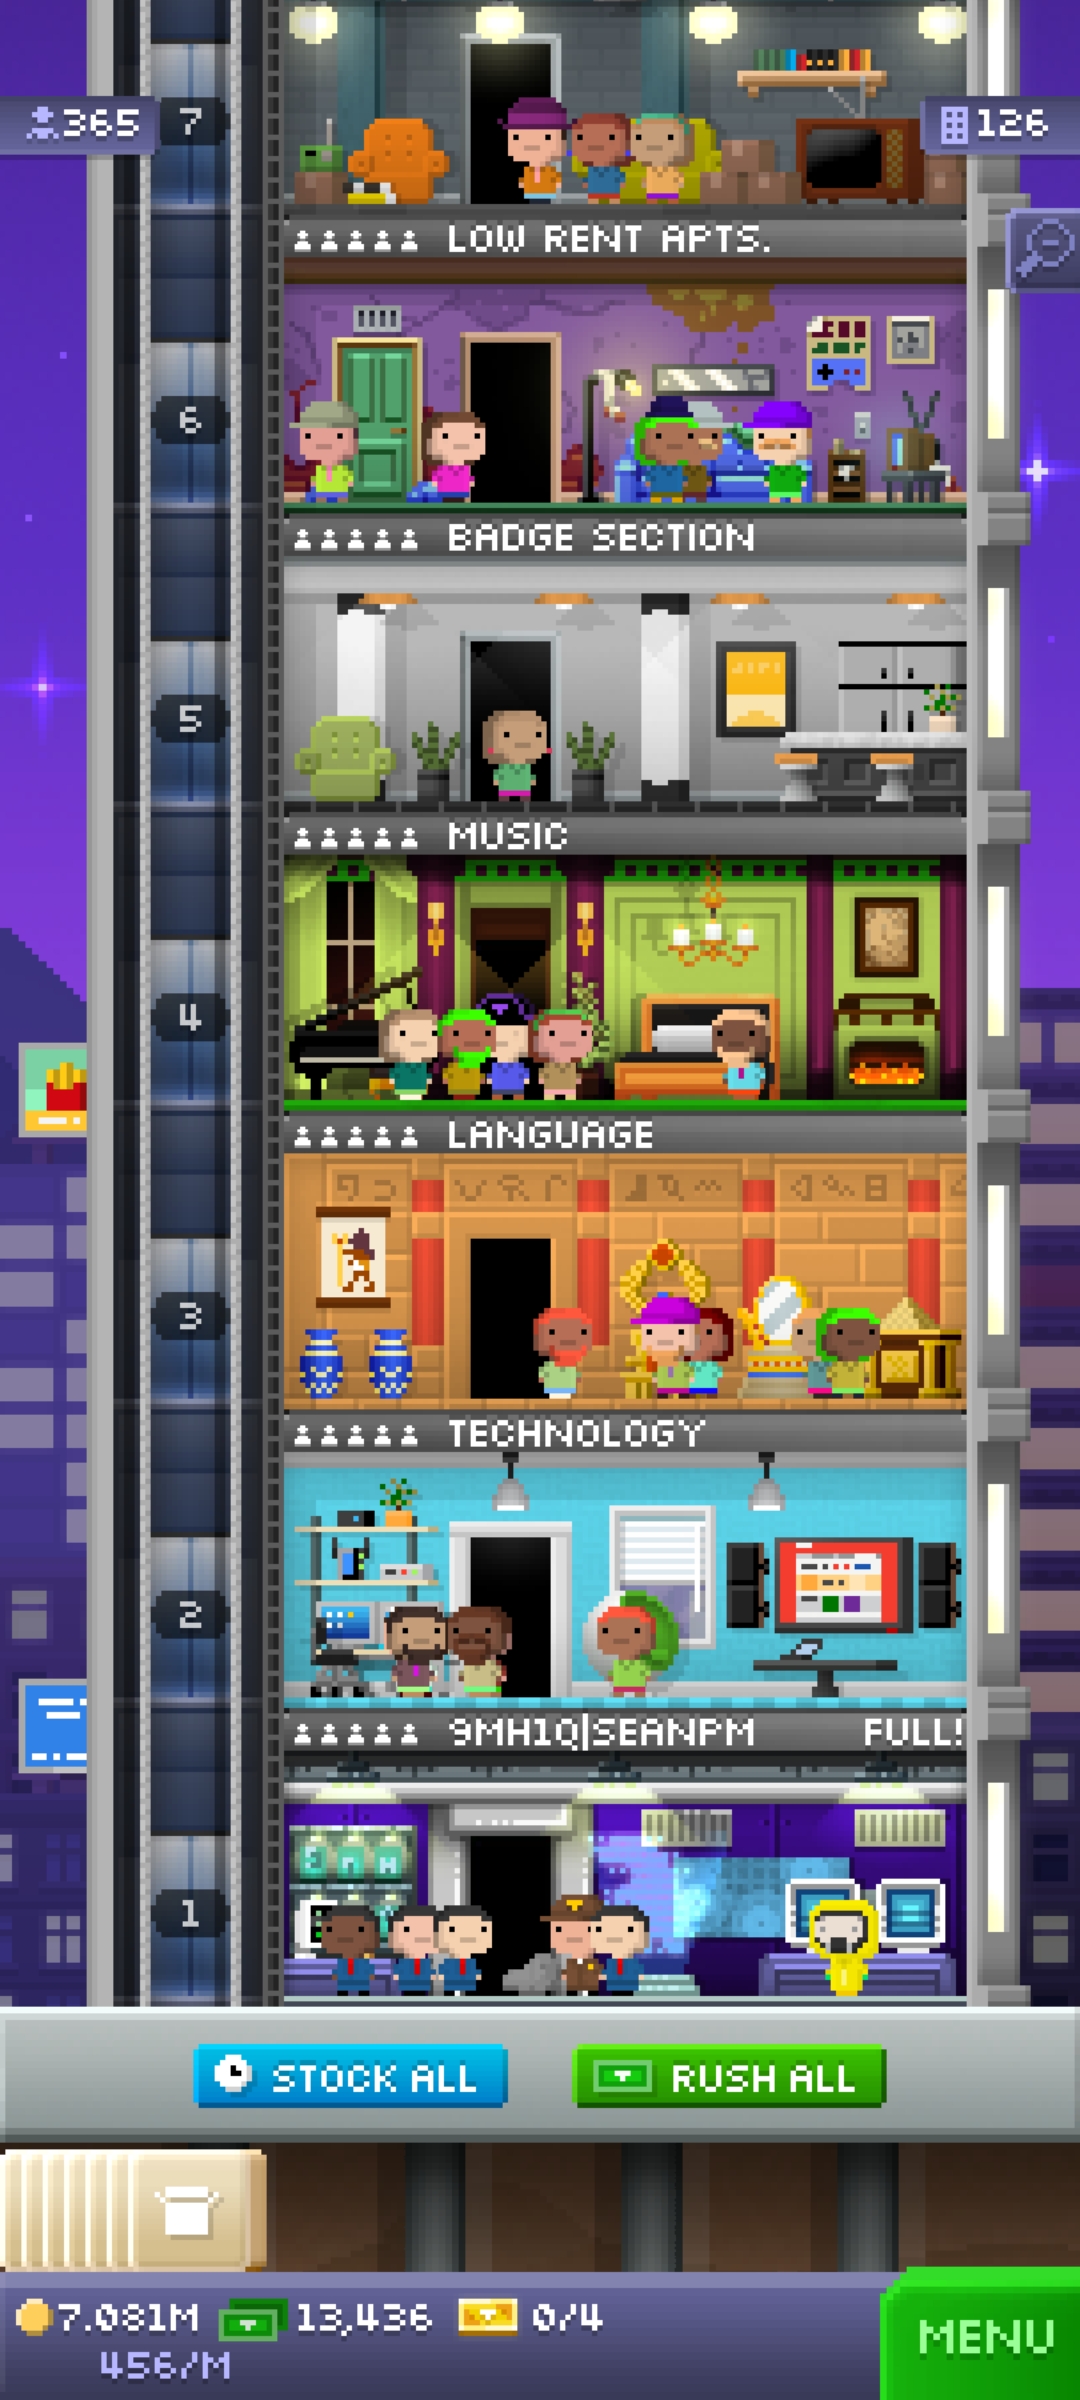 365
7
126
LOW RENT APTS.
6
BADGE SECTION
5
MUSIC
4
LANGUAGE
3
TECHNOLOGY
2
9MH1Q|SEANPM FULL!
1
STOCK ALL
RUSH ALL
7.081M 13,436 0/4
456/M
MENU